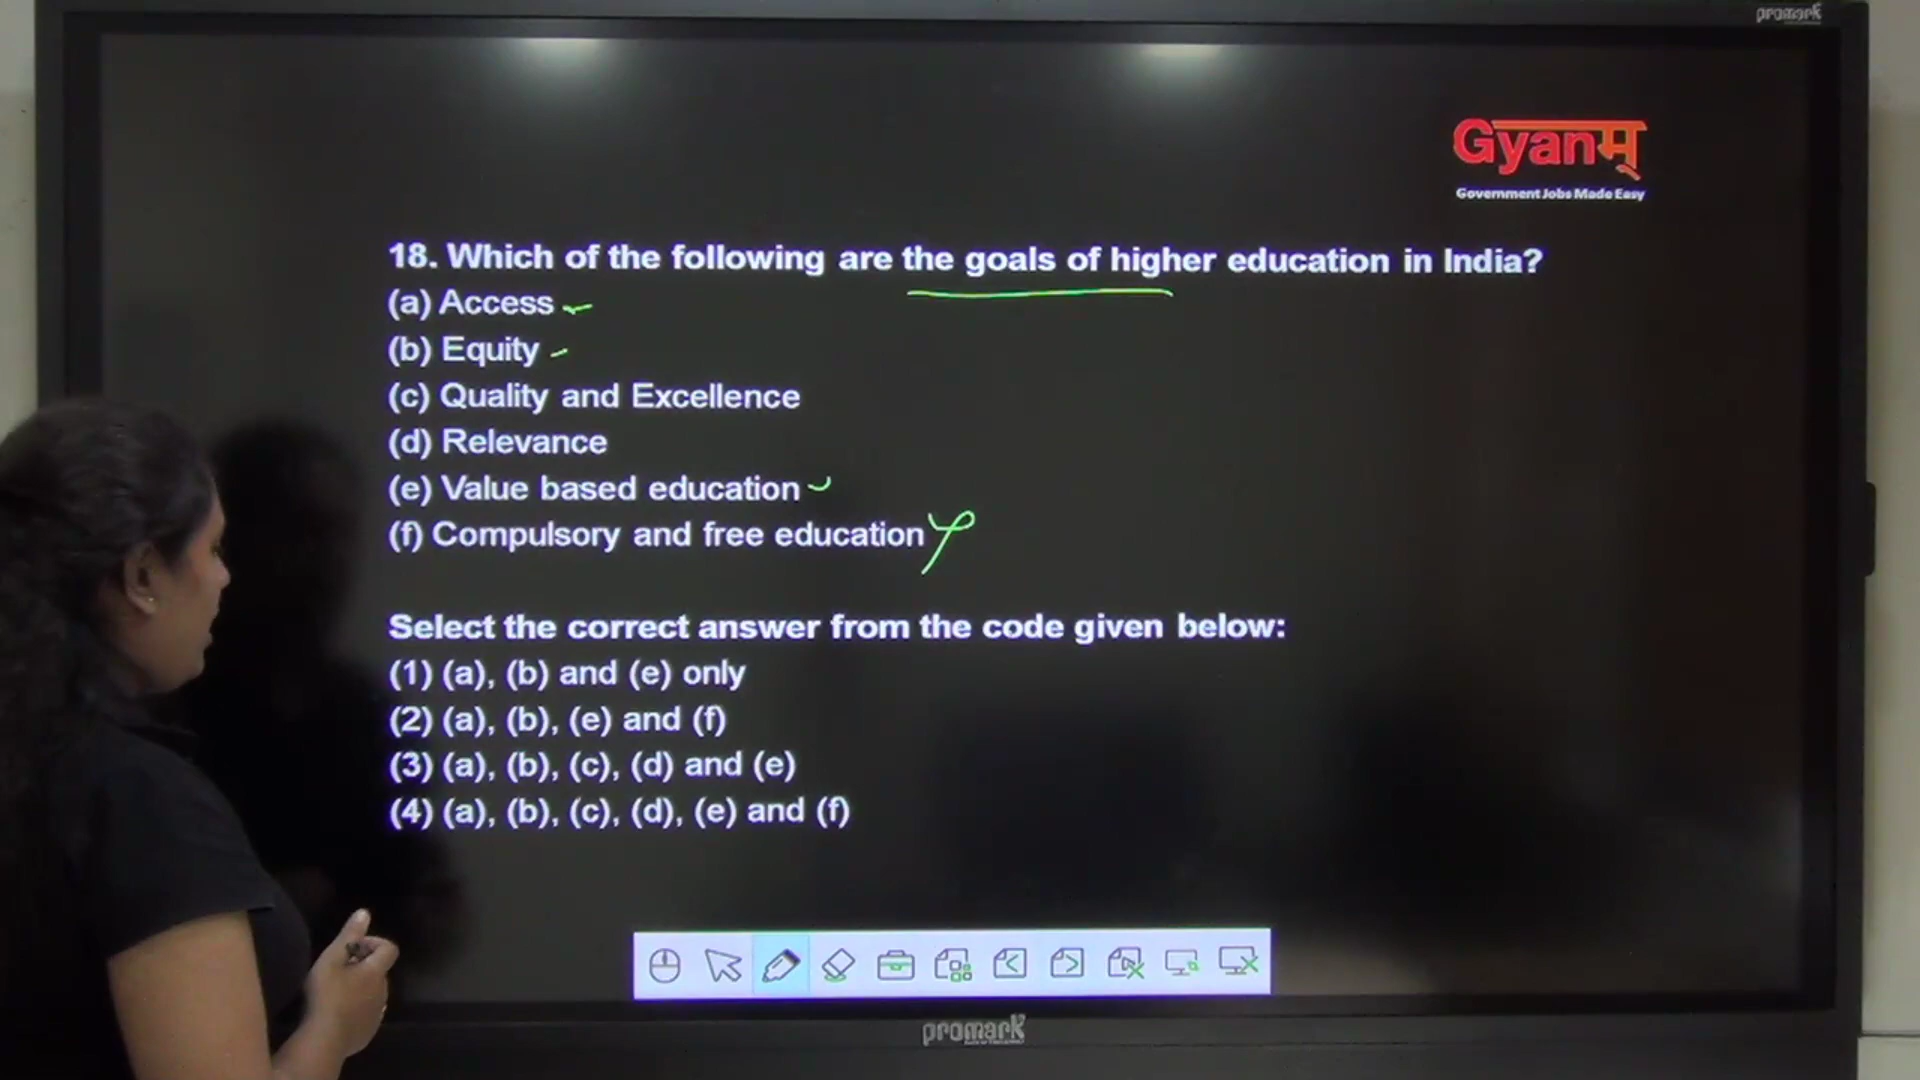 promark
Gyanम्
Government Jobs Made Easy
18. Which of the following are the goals of higher education in India?
(a) Access
(b) Equity
(c) Quality and Excellence
(d) Relevance
(e) Value based education
(f) Compulsory and free education
Select the correct answer from the code given below:
(1) (a), (b) and (e) only
(2) (a), (b), (e) and (f)
(3) (a), (b), (c), (d) and (e)
(4) (a), (b), (c), (d), (e) and (f)
promark